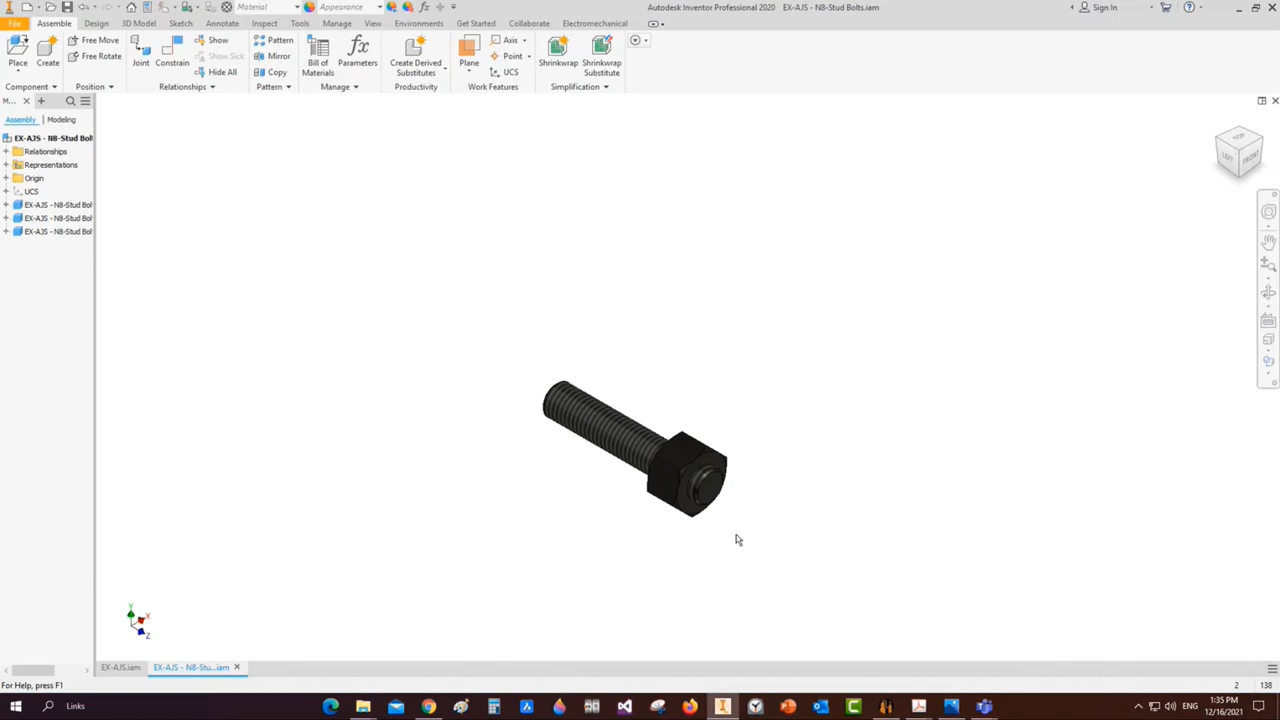 Material
Appearance
Autodesk Inventor Professional 2020 EX-AJS - N8-Stud Bolts.iam
Sign In
File Assemble Design 3D Model Sketch Annotate Inspect Tools Manage View Environments Get Started Collaborate Electromechanical
Place
Create
Free Move
Free Rotate
Joint
Constrain
Show
Show Sick
Hide All
Pattern
Mirror
Copy
Bill of
Materials
Parameters
Create Derived
Substitutes
Plane
Axis
Point
UCS
Shrinkwrap
Shrinkwrap
Substitute
Component Position Relationships Pattern Manage Productivity Work Features Simplification
M...
Assembly Modeling
EX-AJS - N8-Stud Bolt
Relationships
Representations
Origin
UCS
EX-AJS - N8-Stud Bol
EX-AJS - N8-Stud Bol
EX-AJS - N8-Stud Bol
TOP
LEFT FRONT
Y
X
Z
EX-AJS.iam EX-AJS - N8-Stu...iam
For Help, press F1 2 138
Links
1:35 PM
12/16/2021